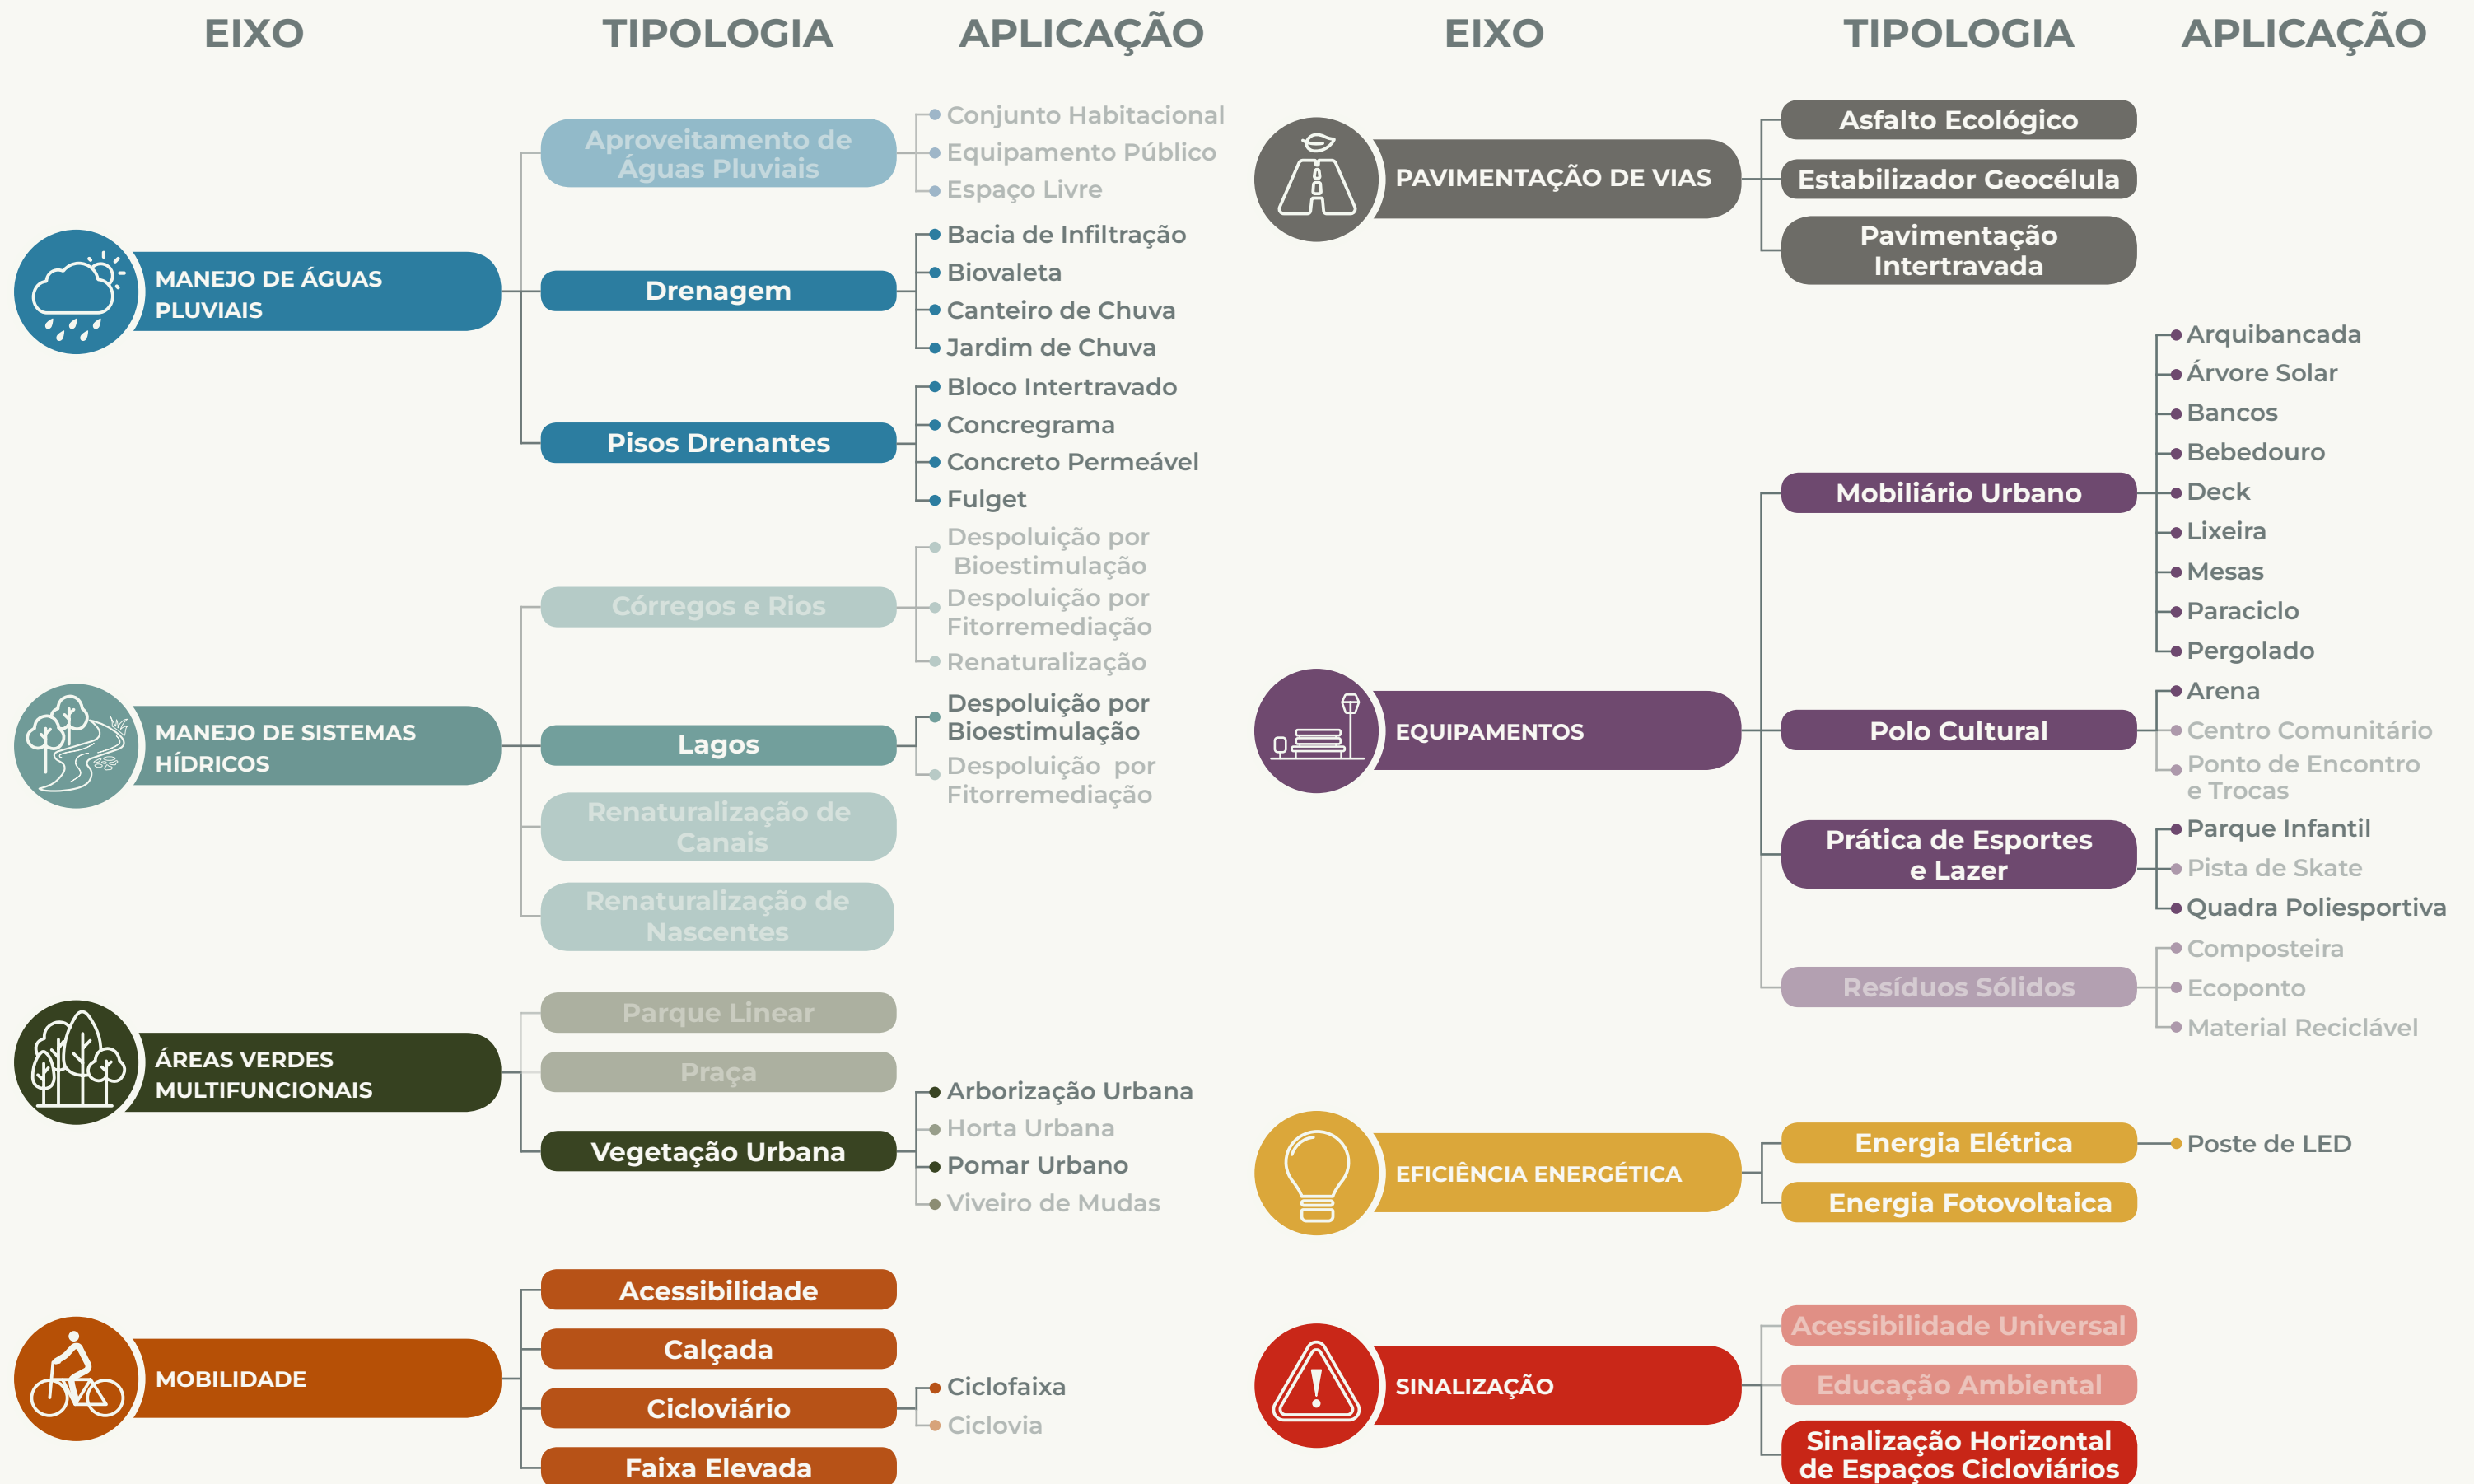 EIXO
TIPOLOGIA
APLICAÇÃO
MANEJO DE ÁGUAS
PLUVIAIS
Aproveitamento de
Águas Pluviais
Conjunto Habitacional
Equipamento Público
Espaço Livre
Drenagem
Bacia de Infiltração
Biovaleta
Canteiro de Chuva
Jardim de Chuva
Pisos Drenantes
Bloco Intertravado
Concregrama
Concreto Permeável
Fulget
MANEJO DE SISTEMAS
HÍDRICOS
Córregos e Rios
Despoluição por
Bioestimulação
Despoluição por
Fitorremediação
Renaturalização
Lagos
Despoluição por
Bioestimulação
Despoluição por
Fitorremediação
Renaturalização de
Canais
Renaturalização de
Nascentes
ÁREAS VERDES
MULTIFUNCIONAIS
Parque Linear
Praça
Vegetação Urbana
Arborização Urbana
Horta Urbana
Pomar Urbano
Viveiro de Mudas
MOBILIDADE
Acessibilidade
Calçada
Cicloviário
Ciclofaixa
Ciclovia
Faixa Elevada
EIXO
TIPOLOGIA
APLICAÇÃO
PAVIMENTAÇÃO DE VIAS
Asfalto Ecológico
Estabilizador Geocélula
Pavimentação
Intertravada
EQUIPAMENTOS
Mobiliário Urbano
Arquibancada
Árvore Solar
Bancos
Bebedouro
Deck
Lixeira
Mesas
Paraciclo
Pergolado
Polo Cultural
Arena
Centro Comunitário
Ponto de Encontro
e Trocas
Prática de Esportes
e Lazer
Parque Infantil
Pista de Skate
Quadra Poliesportiva
Resíduos Sólidos
Composteira
Ecoponto
Material Reciclável
EFICIÊNCIA ENERGÉTICA
Energia Elétrica
Poste de LED
Energia Fotovoltaica
SINALIZAÇÃO
Acessibilidade Universal
Educação Ambiental
Sinalização Horizontal
de Espaços Cicloviários